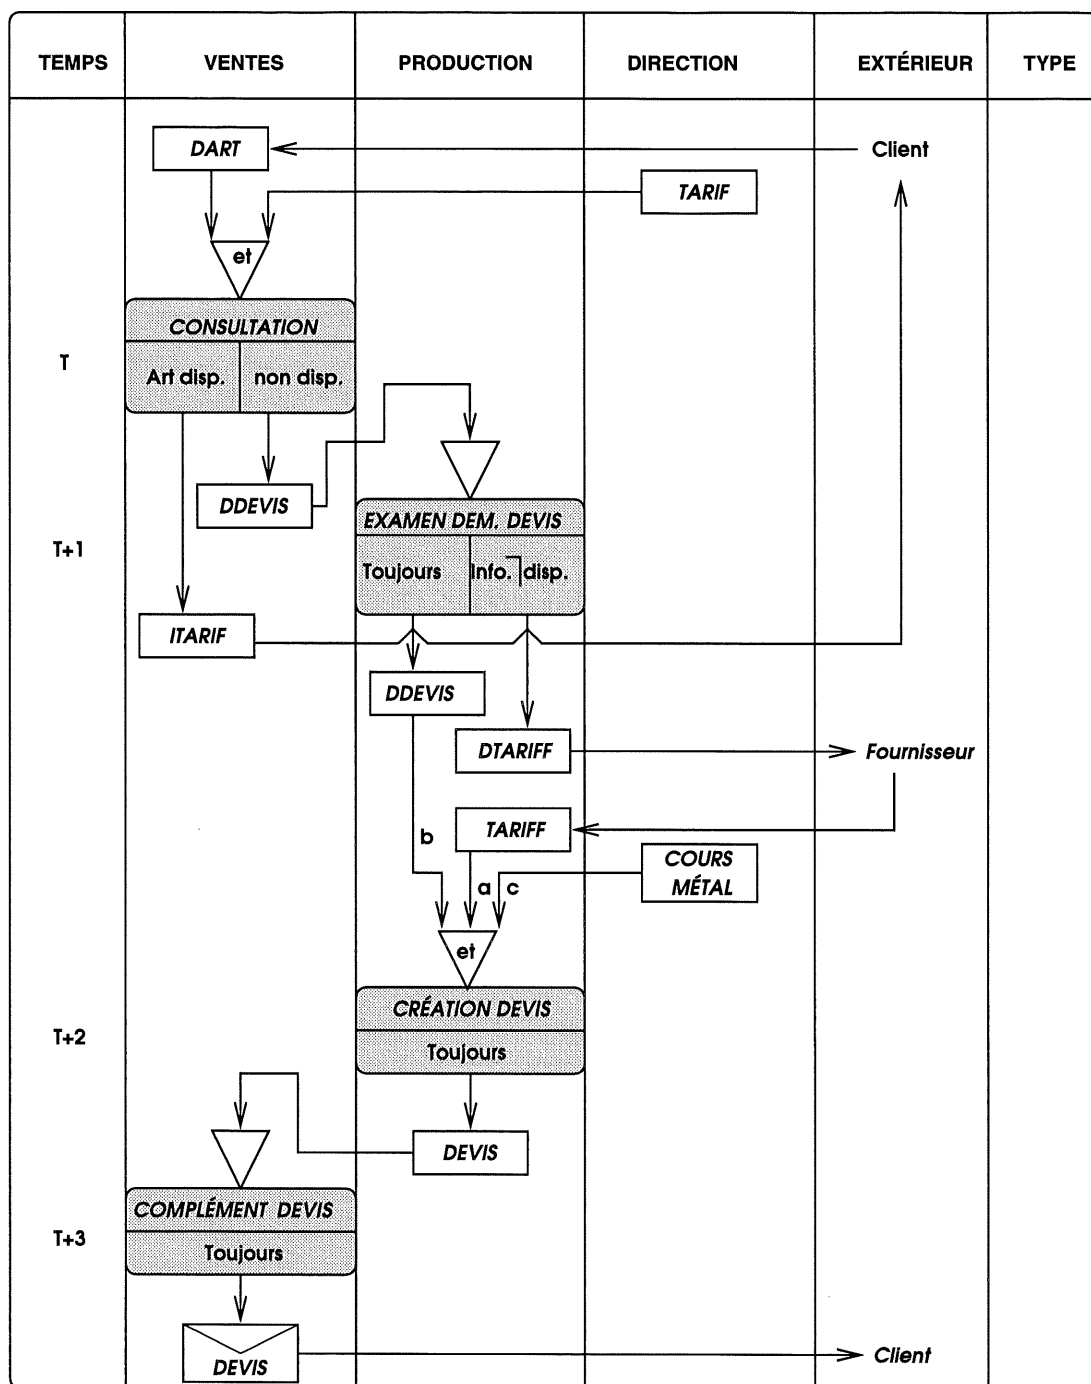 TEMPS VENTES PRODUCTION DIRECTION EXTÉRIEUR TYPE
DART Client
TARIF
et
CONSULTATION
T
Art disp. non disp.
DDEVIS
EXAMEN DEM. DEVIS
T+1
Toujours Info. disp.
ITARIF
DDEVIS
DTARIFF Fournisseur
b TARIFF
COURS
MÉTAL
a c
et
CRÉATION DEVIS
T+2
Toujours
DEVIS
COMPLÉMENT DEVIS
T+3
Toujours
DEVIS Client